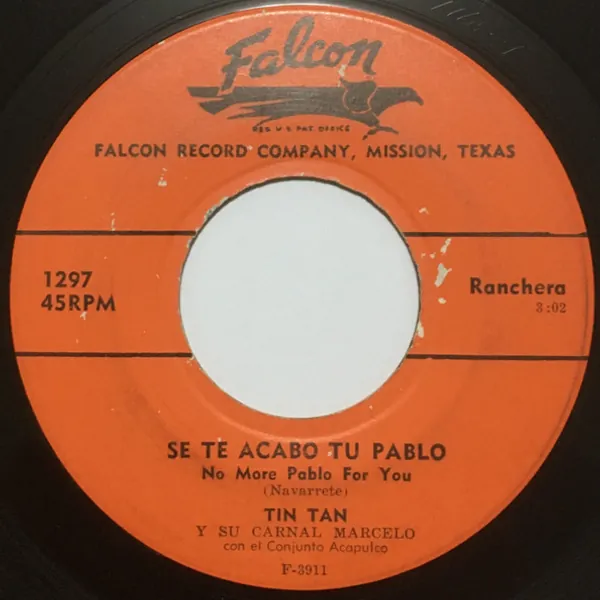 Falcon
REG U.S. PAT. OFFICE
FALCON RECORD COMPANY, MISSION, TEXAS
1297
45RPM
Ranchera
3:02
SE TE ACABO TU PABLO
No More Pablo For You
(Navarrete)
TIN TAN
Y SU CARNAL MARCELO
con el Conjunto Acapulco
F-3911